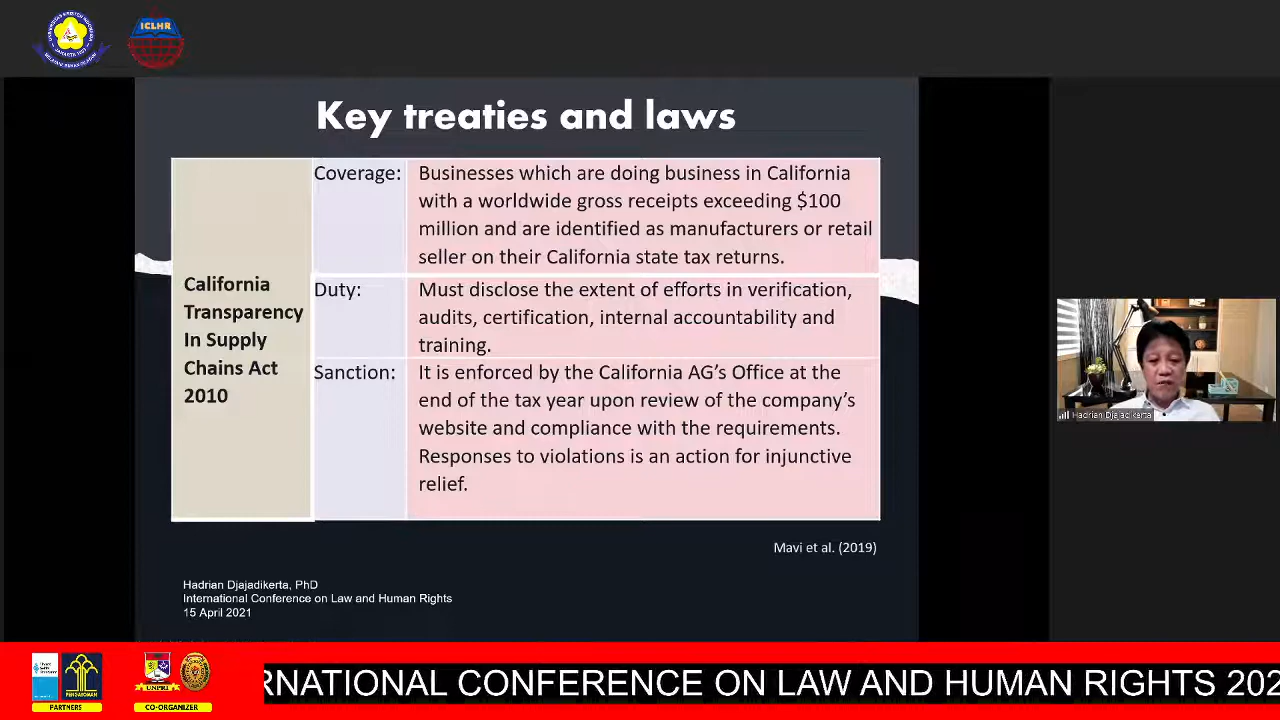 ICLHR
Key treaties and laws
California
Transparency
In Supply
Chains Act
2010
Coverage:
Businesses which are doing business in California
with a worldwide gross receipts exceeding $100
million and are identified as manufacturers or retail
seller on their California state tax returns.
Duty:
Must disclose the extent of efforts in verification,
audits, certification, internal accountability and
training.
Sanction:
It is enforced by the California AG’s Office at the
end of the tax year upon review of the company’s
website and compliance with the requirements.
Responses to violations is an action for injunctive
relief.
Mavi et al. (2019)
Hadrian Djajadikerta, PhD
International Conference on Law and Human Rights
15 April 2021
Hadrian Djajadikerta
PENGAYOMAN
PARTNERS
UNPRI
CO-ORGANIZER
RNATIONAL CONFERENCE ON LAW AND HUMAN RIGHTS 202